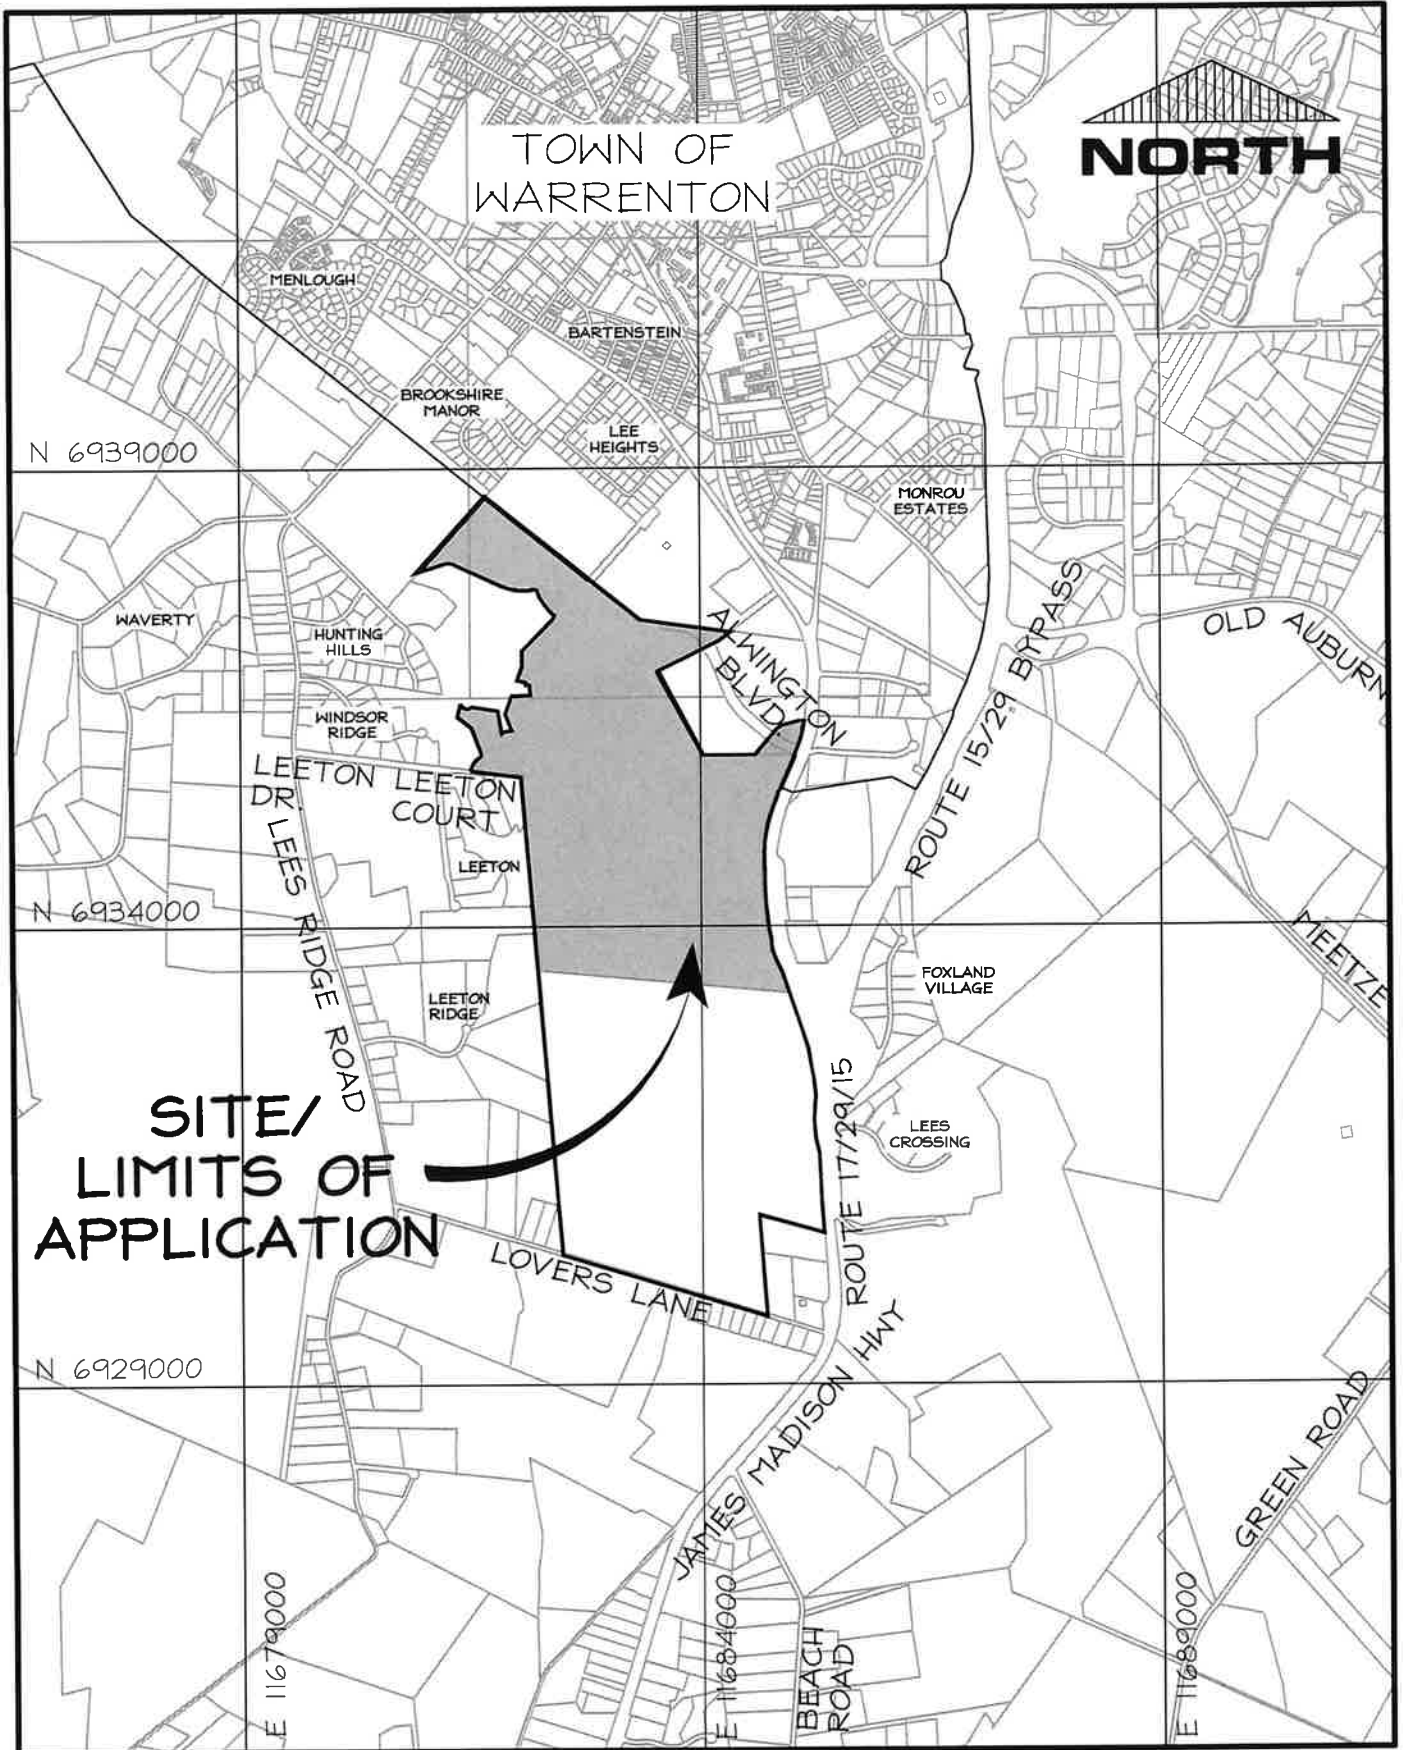 TOWN OF
WARRENTON
NORTH
MENLOUGH
BARTENSTEIN
BROOKSHIRE
MANOR
LEE
HEIGHTS
N 6939000
MONROU
ESTATES
WAVERTY
HUNTING
HILLS
ALWINGTON
BLVD.
OLD AUBURN
ROUTE 15/29 BYPASS
WINDSOR
RIDGE
LEETON
DR.
LEETON
COURT
LEES RIDGE ROAD
LEETON
N 6934000
MEETZE
FOXLAND
VILLAGE
LEETON
RIDGE
SITE/
LIMITS OF
APPLICATION
LEES
CROSSING
ROUTE 17/29/15
LOVERS LANE
N 6929000
JAMES MADISON HWY
GREEN ROAD
E 11679000
E 11684000
BEACH
ROAD
E 11689000